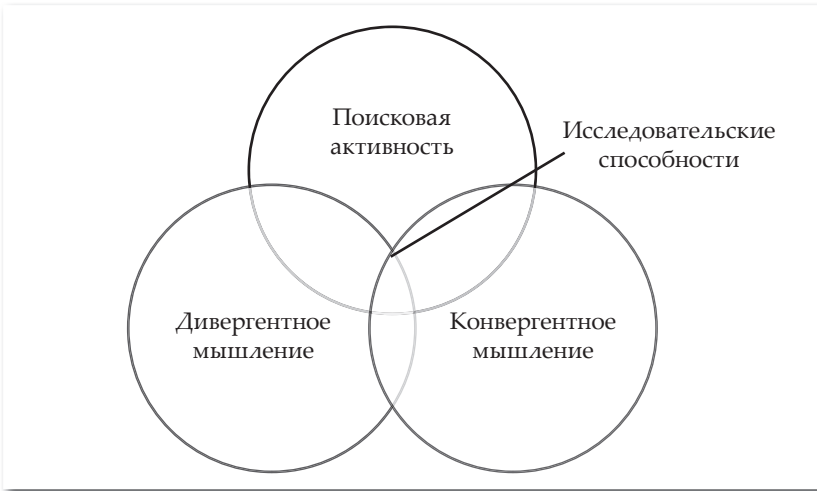 Поисковая
активность
Исследовательские
способности
Дивергентное
мышление
Конвергентное
мышление